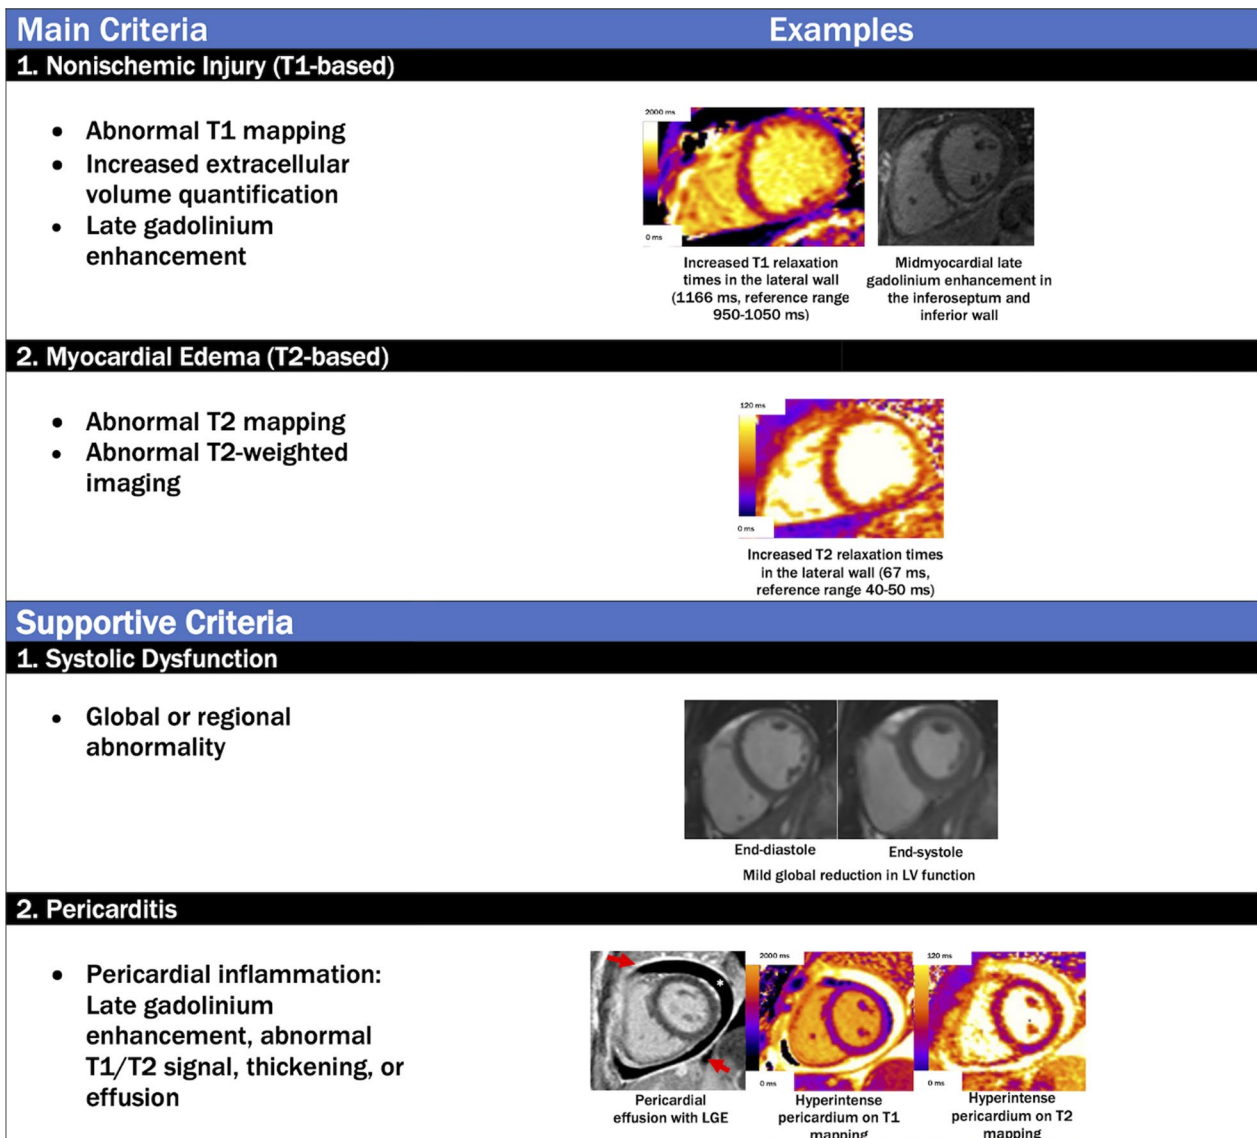 Main Criteria
Examples
1. Nonischemic Injury (T1-based)
• Abnormal T1 mapping
• Increased extracellular
volume quantification
• Late gadolinium
enhancement
2000 ms
0 ms
Increased T1 relaxation
times in the lateral wall
(1166 ms, reference range
950-1050 ms)
Midmyocardial late
gadolinium enhancement in
the inferoseptum and
inferior wall
2. Myocardial Edema (T2-based)
• Abnormal T2 mapping
• Abnormal T2-weighted
imaging
120 ms
0 ms
Increased T2 relaxation times
in the lateral wall (67 ms,
reference range 40-50 ms)
Supportive Criteria
1. Systolic Dysfunction
• Global or regional
abnormality
End-diastole
End-systole
Mild global reduction in LV function
2. Pericarditis
• Pericardial inflammation:
Late gadolinium
enhancement, abnormal
T1/T2 signal, thickening, or
effusion
*
Pericardial
effusion with LGE
2000 ms
0 ms
Hyperintense
pericardium on T1
mapping
120 ms
0 ms
Hyperintense
pericardium on T2
mapping